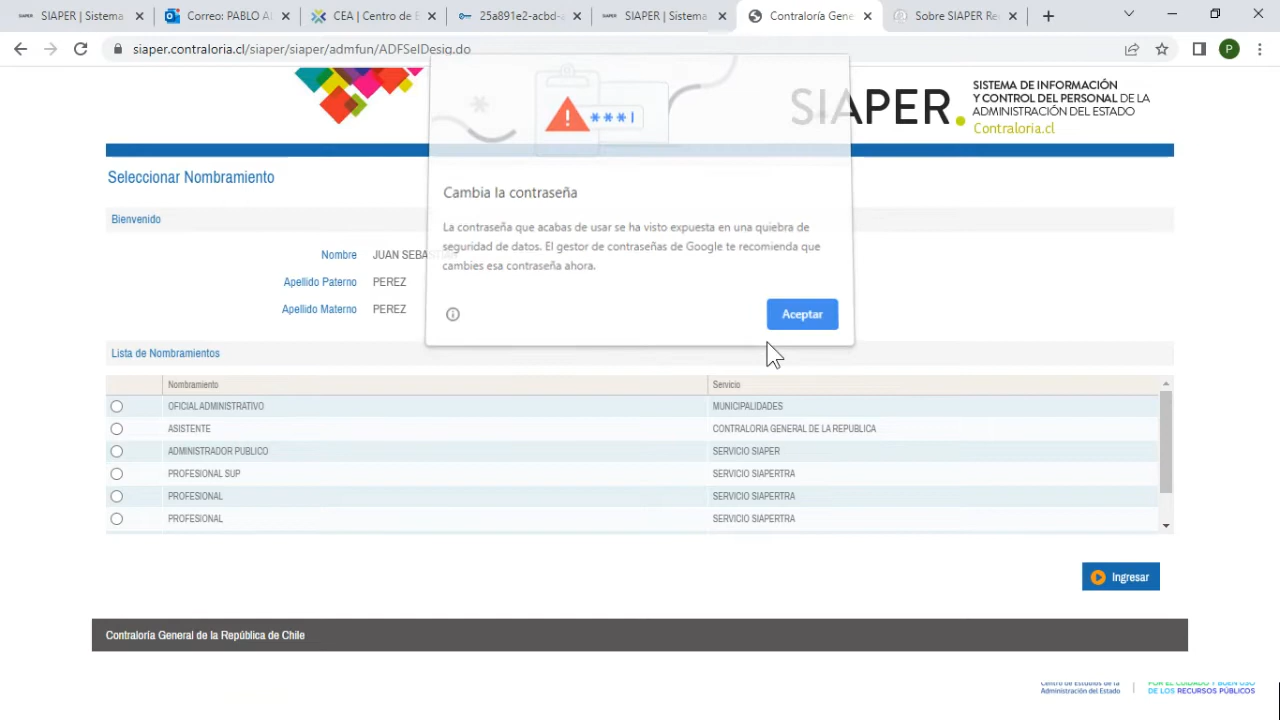 SIAPER | Sistema
Correo: PABLO AL
CEA | Centro de E
25a891e2-acbd-
SIAPER | Sistema
Contraloría Gene
Sobre SIAPER Re
siaper.contraloria.cl/siaper/siaper/admfun/ADFSelDesig.do
P
SIAPER.
SISTEMA DE INFORMACIÓN
Y CONTROL DEL PERSONAL DE LA
ADMINISTRACIÓN DEL ESTADO
Contraloria.cl
Seleccionar Nombramiento
Bienvenido
Nombre JUAN SEBASTIAN
Apellido Paterno PEREZ
Apellido Materno PEREZ
***|
Cambia la contraseña
La contraseña que acabas de usar se ha visto expuesta en una quiebra de
seguridad de datos. El gestor de contraseñas de Google te recomienda que
cambies esa contraseña ahora.
Aceptar
Lista de Nombramientos
Nombramiento Servicio
OFICIAL ADMINISTRATIVO MUNICIPALIDADES
ASISTENTE CONTRALORIA GENERAL DE LA REPUBLICA
ADMINISTRADOR PUBLICO SERVICIO SIAPER
PROFESIONAL SUP SERVICIO SIAPERTRA
PROFESIONAL SERVICIO SIAPERTRA
PROFESIONAL SERVICIO SIAPERTRA
Ingresar
Contraloría General de la República de Chile
Centro de Estudios de la
Administración del Estado
POR EL CUIDADO Y BUEN USO
DE LOS RECURSOS PÚBLICOS